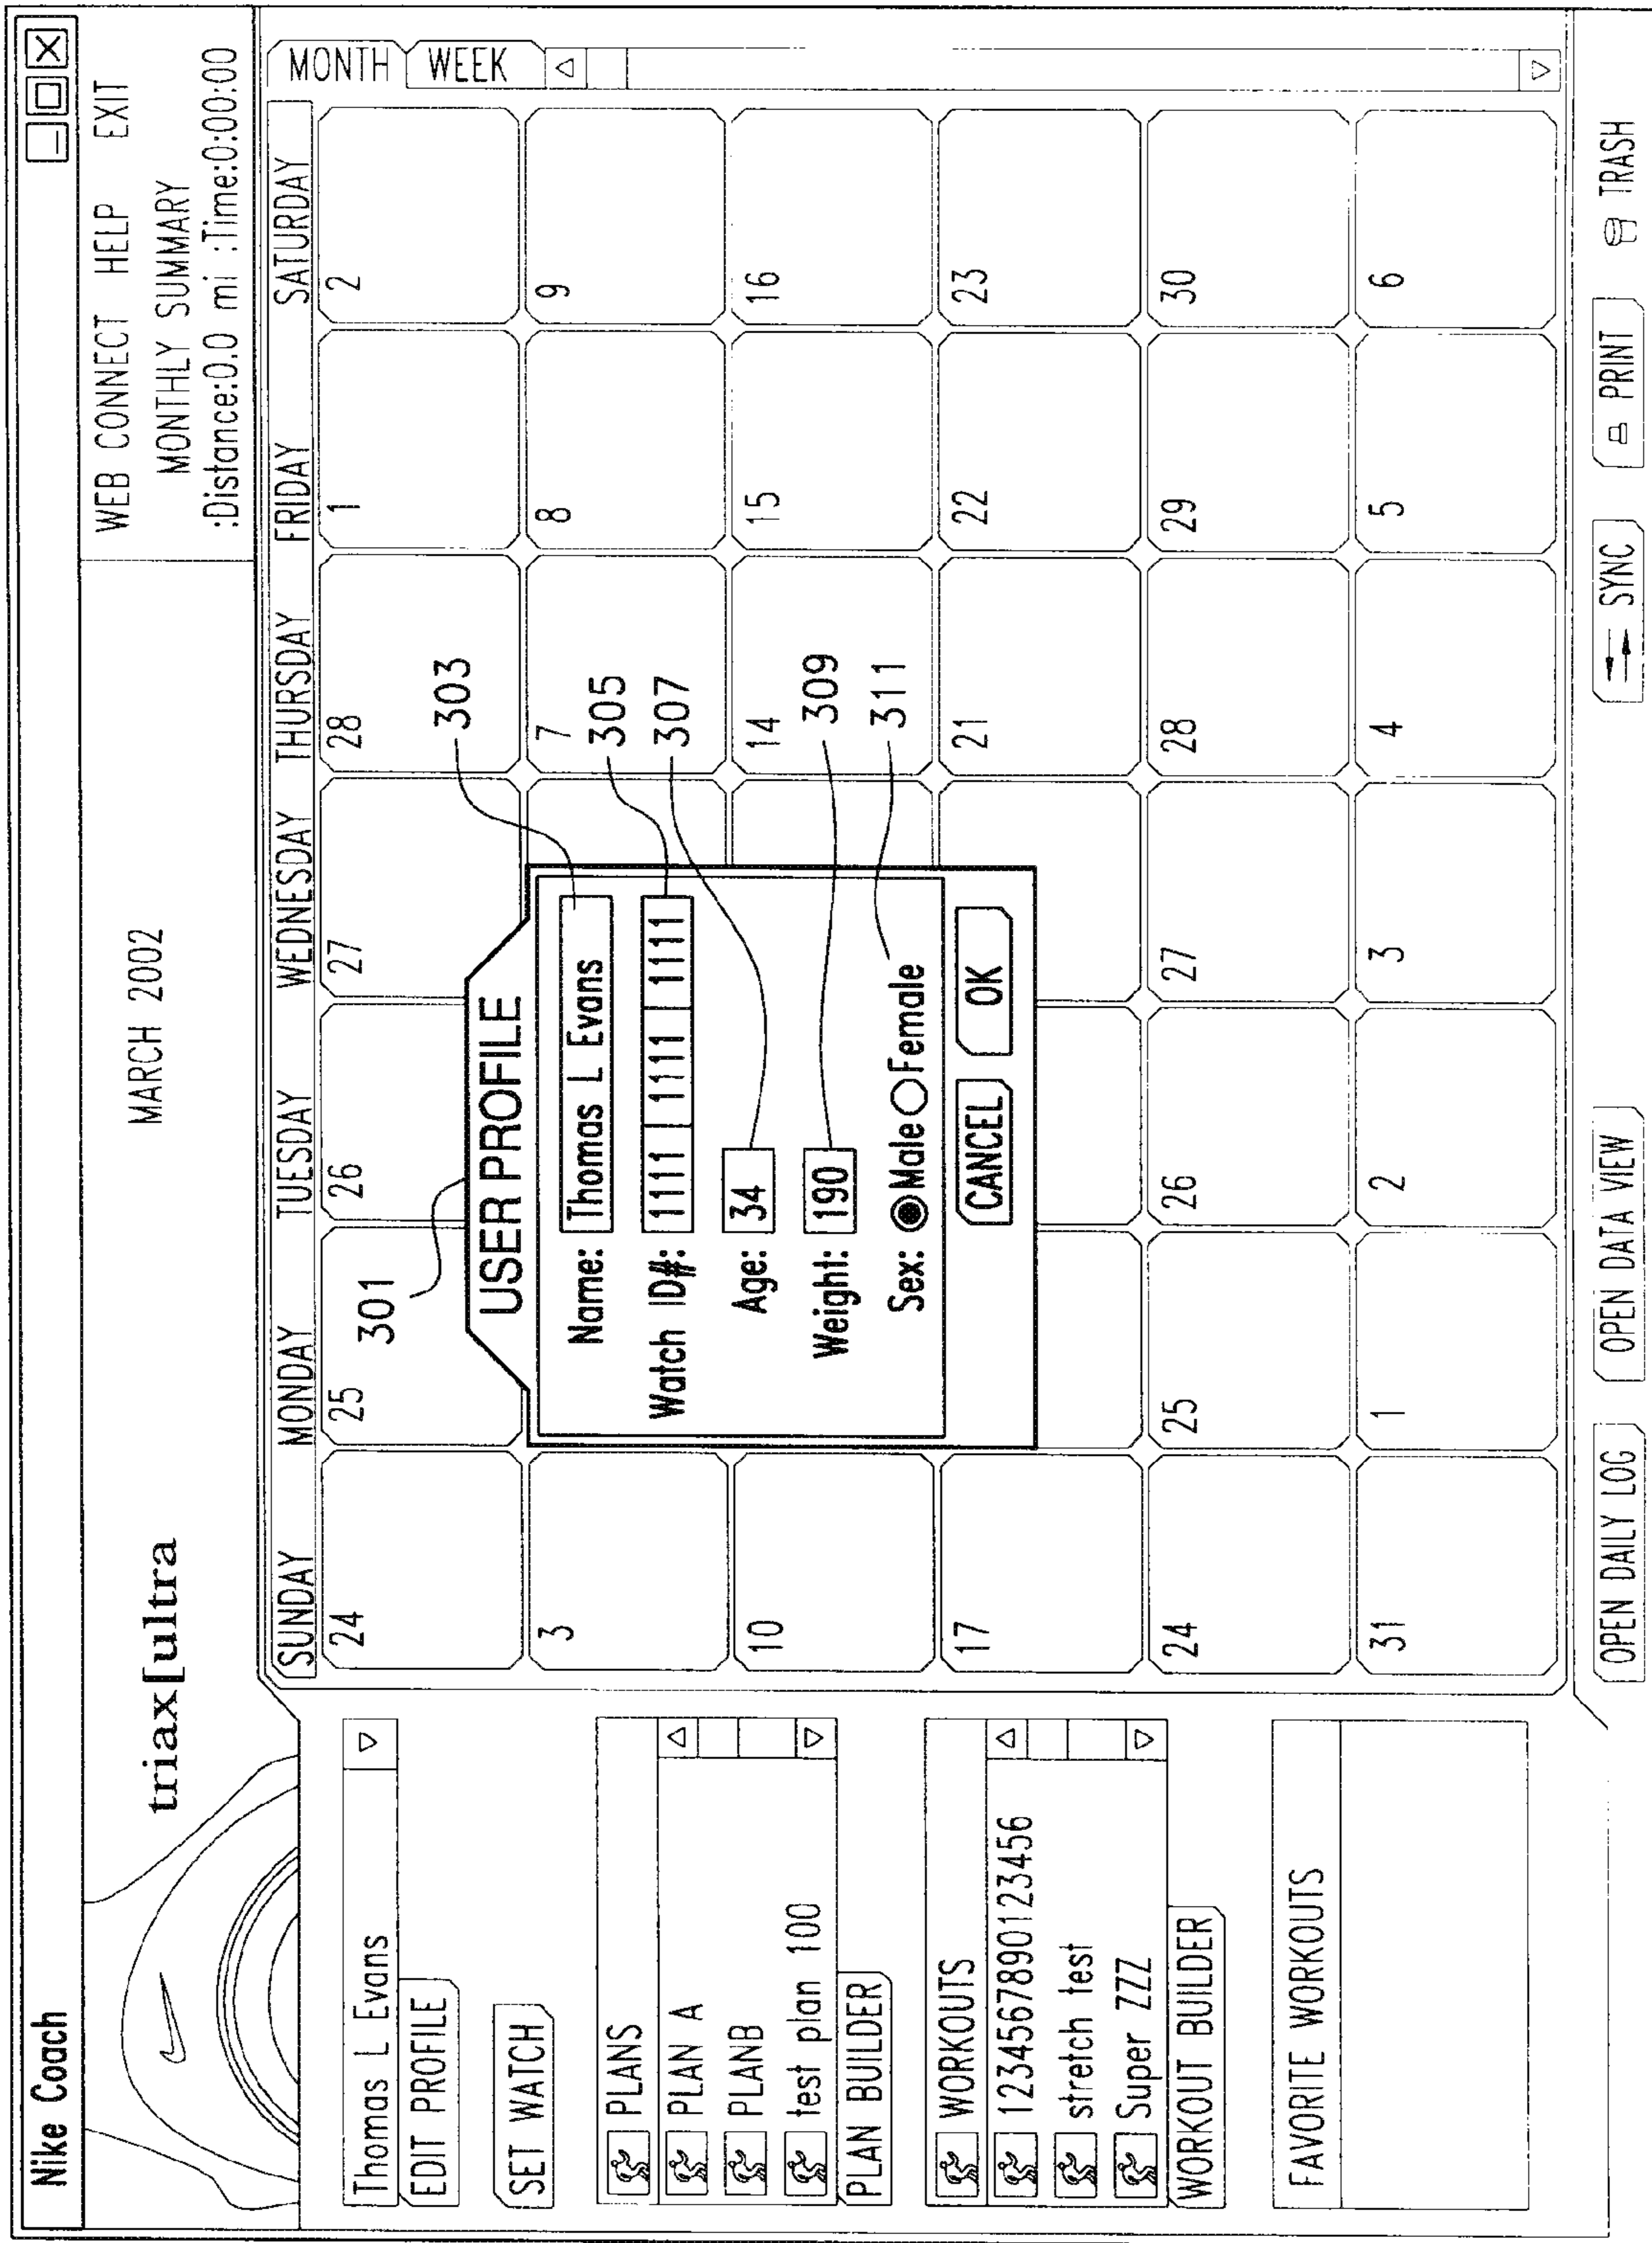 Nike Coach
triax[ultra
MARCH 2002
WEB CONNECT HELP EXIT
MONTHLY SUMMARY
:Distance:0.0 mi :Time:0:00:00
Thomas L Evans
EDIT PROFILE
SET WATCH
PLANS
PLAN A
PLANB
test plan 100
PLAN BUILDER
WORKOUTS
1234567890123456
stretch test
Super ZZZ
WORKOUT BUILDER
FAVORITE WORKOUTS
SUNDAY MONDAY TUESDAY WEDNESDAY THURSDAY FRIDAY SATURDAY
MONTH
WEEK
24 25 26 27 28 1 2
301
303
3 7 8 9
305
307
10 14 15 16
309
311
17 21 22 23
24 25 26 27 28 29 30
31 1 2 3 4 5 6
USER PROFILE
Name: Thomas L Evans
Watch ID#: 1111 1111 1111 1111
Age: 34
Weight: 190
Sex: Male Female
CANCEL OK
OPEN DAILY LOG OPEN DATA VIEW SYNC PRINT TRASH